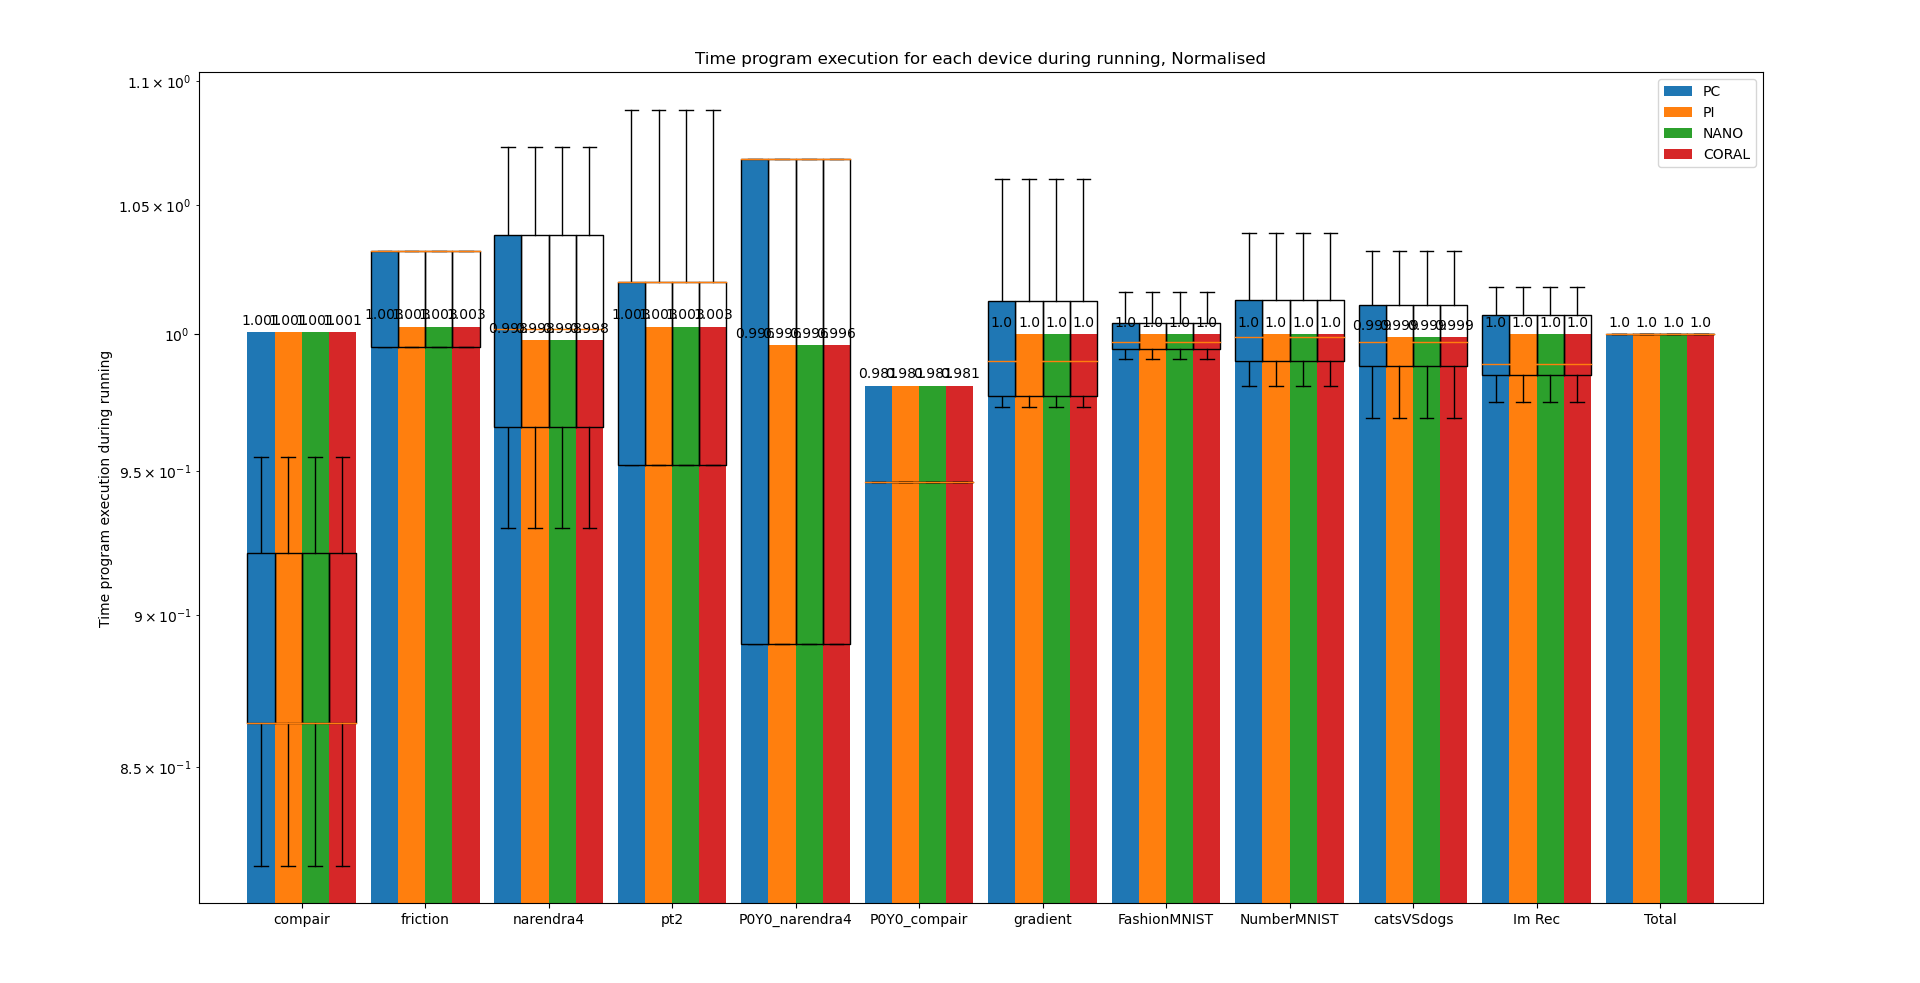 Time program execution for each device during running, Normalised
PC
PI
NANO
CORAL
Time program execution during running
1.1 × 10⁰
1.05 × 10⁰
10⁰
9.5 × 10⁻¹
9 × 10⁻¹
8.5 × 10⁻¹
1.001 1.001 1.001 1.001
1.003 1.003 1.003 1.003
0.998 0.998 0.998 0.998
1.003 1.003 1.003 1.003
0.996 0.996 0.996 0.996
0.981 0.981 0.981 0.981
1.0 1.0 1.0 1.0
1.0 1.0 1.0 1.0
1.0 1.0 1.0 1.0
0.999 0.999 0.999 0.999
1.0 1.0 1.0 1.0
1.0 1.0 1.0 1.0
compair friction narendra4 pt2 P0Y0_narendra4 P0Y0_compair gradient FashionMNIST NumberMNIST catsVSdogs Im Rec Total